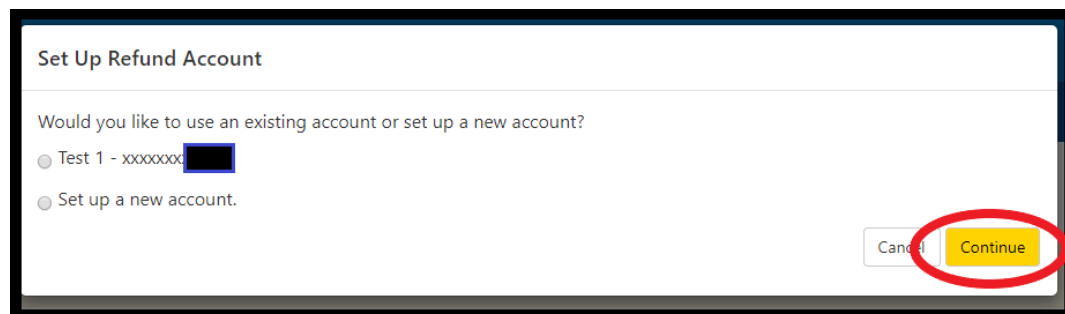 Set Up Refund Account
Would you like to use an existing account or set up a new account?
Test 1 - xxxxxxx
Set up a new account.
Cancel
Continue